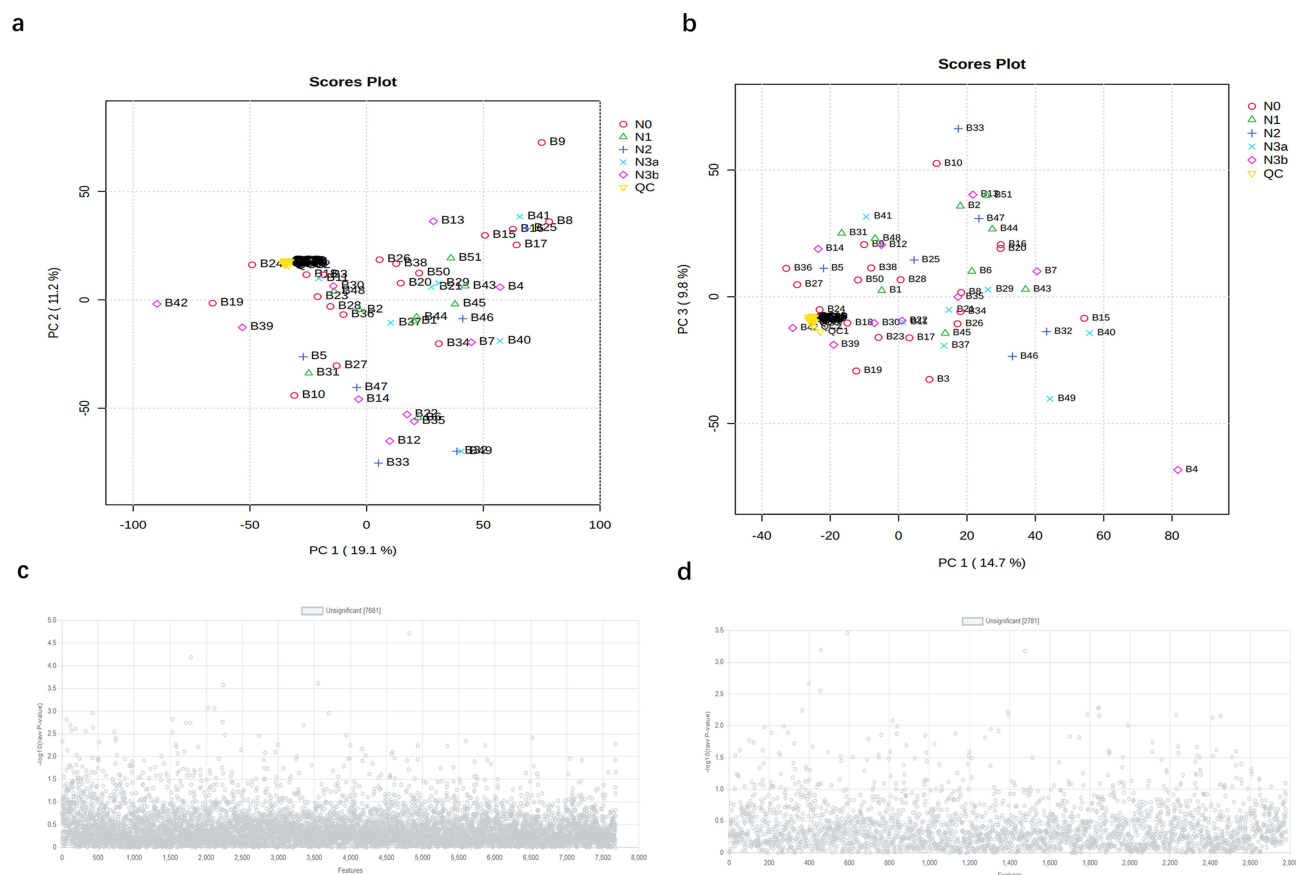 a
Scores Plot
B9
B13
B41
B8
B25
B15
B17
B51
B24
B26
B38
B3
B11
B50
B20
B29
B43
B4
B30
B48
B23
B42
B19
B28
B2
B36
B45
B44
B1
B46
B37
B39
B34
B7
B40
B5
B27
B31
B47
B10
B14
B22
B35
B12
B33
B49
50
0
-50
-100
-50
0
50
100
PC 2 ( 11.2 %)
PC 1 ( 19.1 %)
N0
N1
N2
N3a
N3b
QC
b
Scores Plot
B33
B10
B51
B2
B41
B47
B44
B31
B48
B12
B14
B16
B20
B25
B36
B5
B38
B6
B7
B27
B50
B28
B1
B8
B35
B29
B43
B24
B34
B18
B30
B11
B26
B15
B39
B23
B17
B45
B37
B32
B40
B46
B19
B3
B49
B4
QC1
50
0
-50
-40
-20
0
20
40
60
80
PC 3 ( 9.8 %)
PC 1 ( 14.7 %)
N0
N1
N2
N3a
N3b
QC
c
Unsignificant [7681]
5.0
4.5
4.0
3.5
3.0
2.5
2.0
1.5
1.0
0.5
0
-log10(raw P-value)
0 500 1,000 1,500 2,000 2,500 3,000 3,500 4,000 4,500 5,000 5,500 6,000 6,500 7,000 7,500 8,000
Features
d
Unsignificant [2781]
3.5
3.0
2.5
2.0
1.5
1.0
0.5
0
-log10(raw P-value)
0 200 400 600 800 1,000 1,200 1,400 1,600 1,800 2,000 2,200 2,400 2,600 2,800
Features